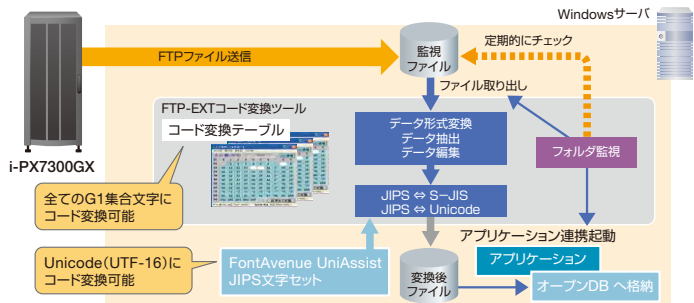 Windowsサーバ
FTPファイル送信
監視
ファイル
定期的にチェック
ファイル取り出し
FTP-EXTコード変換ツール
コード変換テーブル
データ形式変換
データ抽出
データ編集
フォルダ監視
i-PX7300GX
全てのG1集合文字に
コード変換可能
JIPS ⇔ S-JIS
JIPS ⇔ Unicode
アプリケーション連携起動
Unicode(UTF-16)に
コード変換可能
FontAvenue UniAssist
JIPS文字セット
変換後
ファイル
アプリケーション
オープンDB へ格納